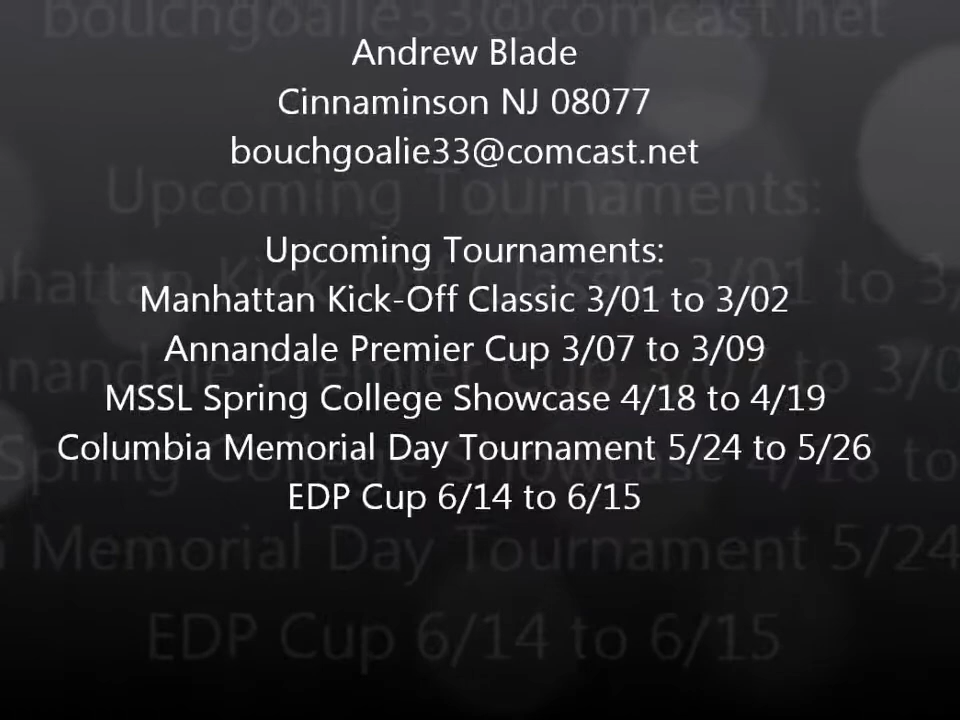 Andrew Blade
Cinnaminson NJ 08077
bouchgoalie33@comcast.net
Upcoming Tournaments:
Manhattan Kick-Off Classic 3/01 to 3/02
Annandale Premier Cup 3/07 to 3/09
MSSL Spring College Showcase 4/18 to 4/19
Columbia Memorial Day Tournament 5/24 to 5/26
EDP Cup 6/14 to 6/15